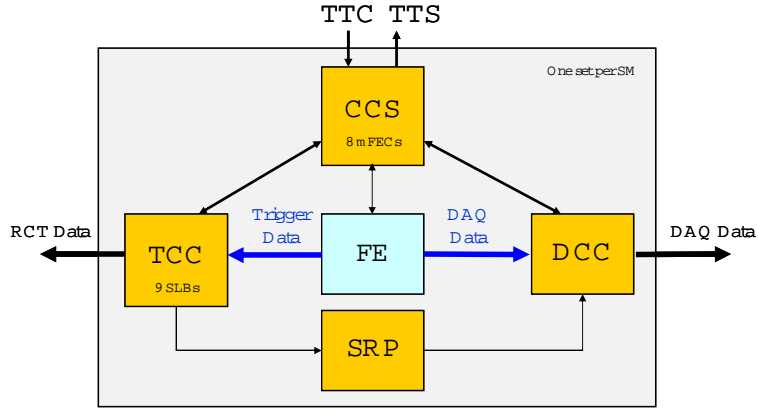 TTC TTS
One set per SM
CCS
8 mFECs
Trigger
Data
DAQ
Data
RCT Data
TCC
9 SLBs
FE
DCC
DAQ Data
SRP